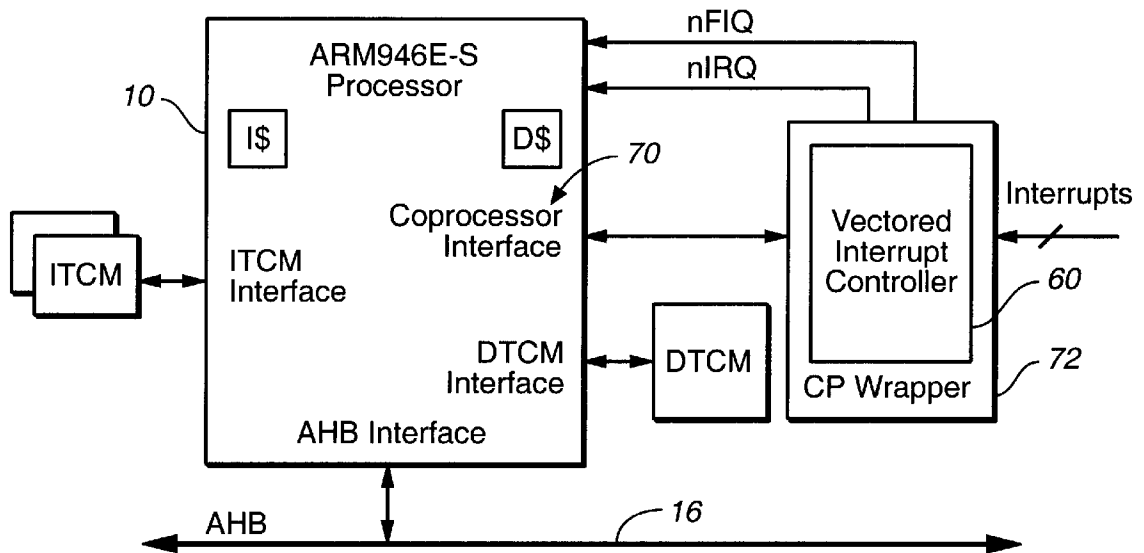 nFIQ
ARM946E-S
Processor
nIRQ
10
I$
D$
70
Interrupts
Coprocessor
Interface
Vectored
Interrupt
Controller
ITCM
ITCM
Interface
60
DTCM
Interface
DTCM
72
CP Wrapper
AHB Interface
AHB
16